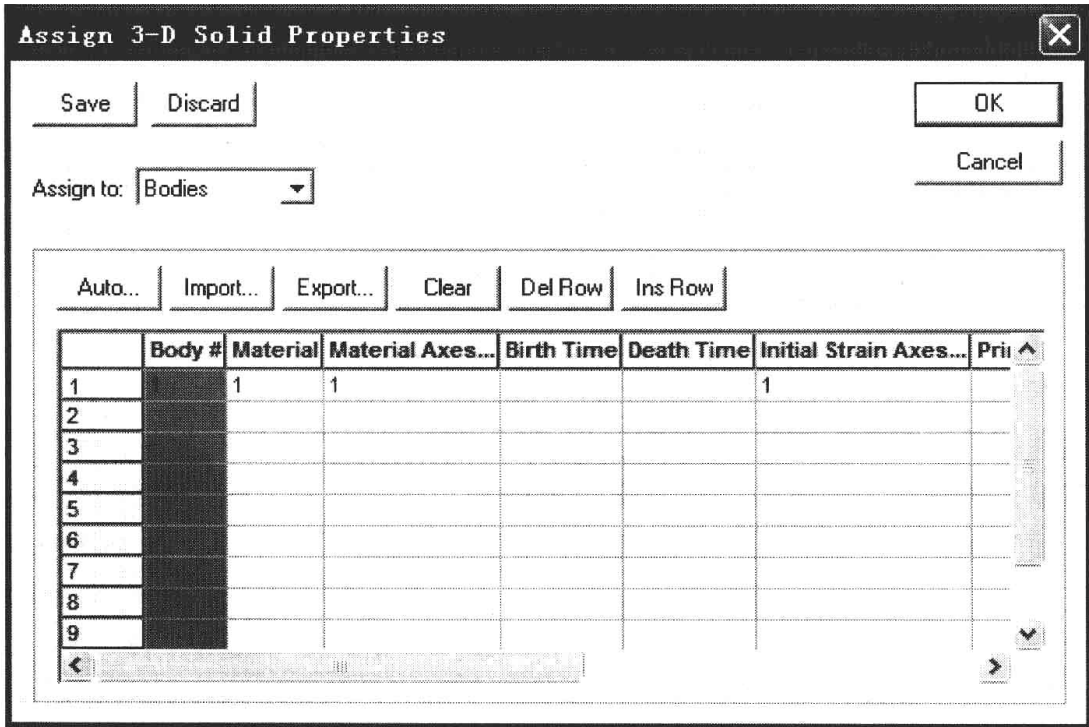 Assign 3-D Solid Properties
Save Discard OK
Cancel
Assign to: Bodies
Auto... Import... Export... Clear Del Row Ins Row
Body # Material Material Axes... Birth Time Death Time Initial Strain Axes... Pri
1 1 1 1 1
2
3
4
5
6
7
8
9